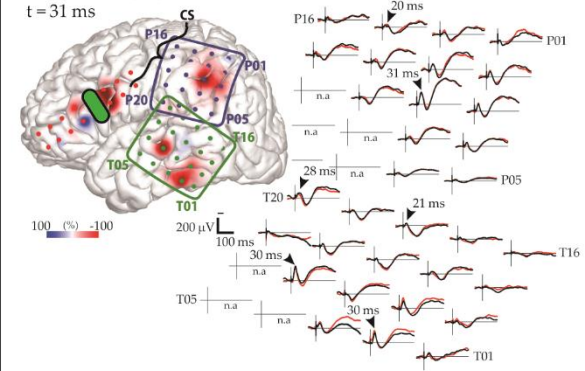 t = 31 ms
CS
P16
P01
P20
P05
T16
T05
T01
100 (%) -100
200 μV
100 ms
P16
20 ms
P01
31 ms
n.a
n.a
n.a
n.a
P05
28 ms
T20
21 ms
T16
30 ms
n.a
T05
n.a
n.a
30 ms
T01